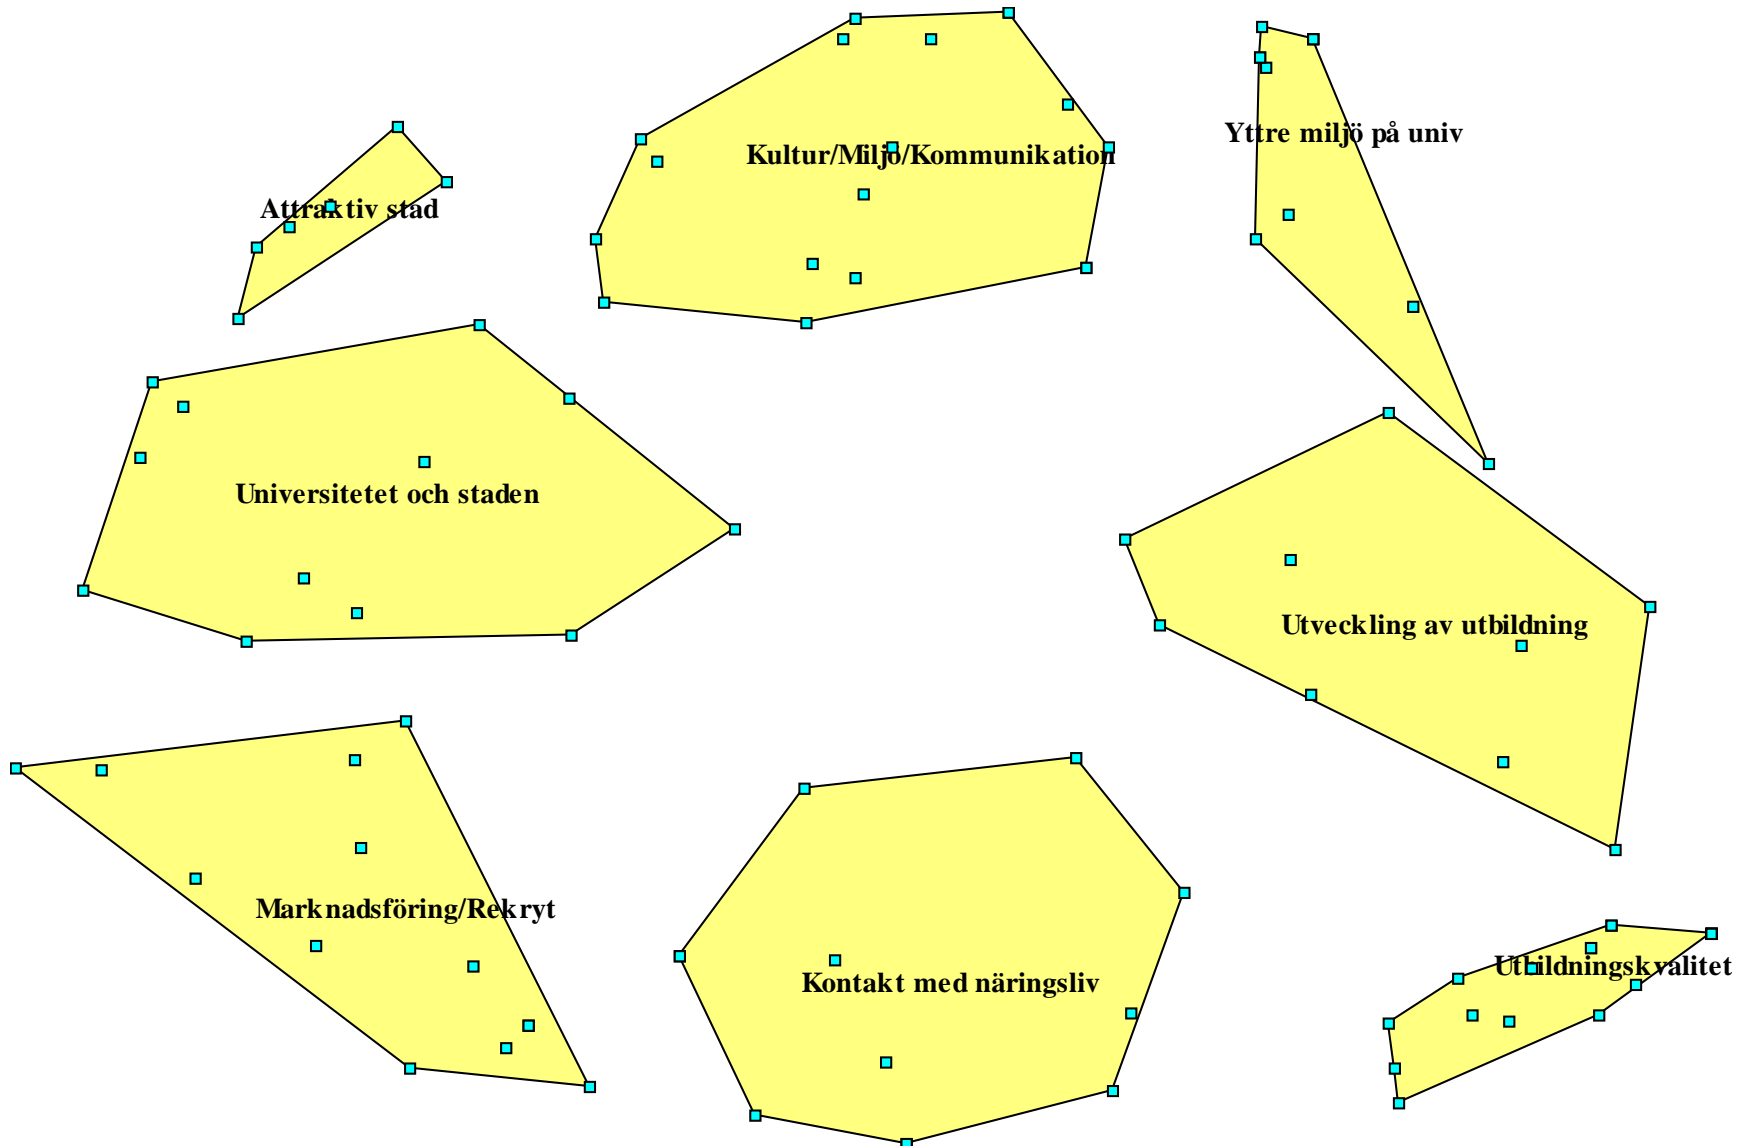 Yttre miljö på univ
Kultur/Miljö/Kommunikation
Attraktiv stad
Universitetet och staden
Utveckling av utbildning
Marknadsföring/Rekryt
Utbildningskvalitet
Kontakt med näringsliv